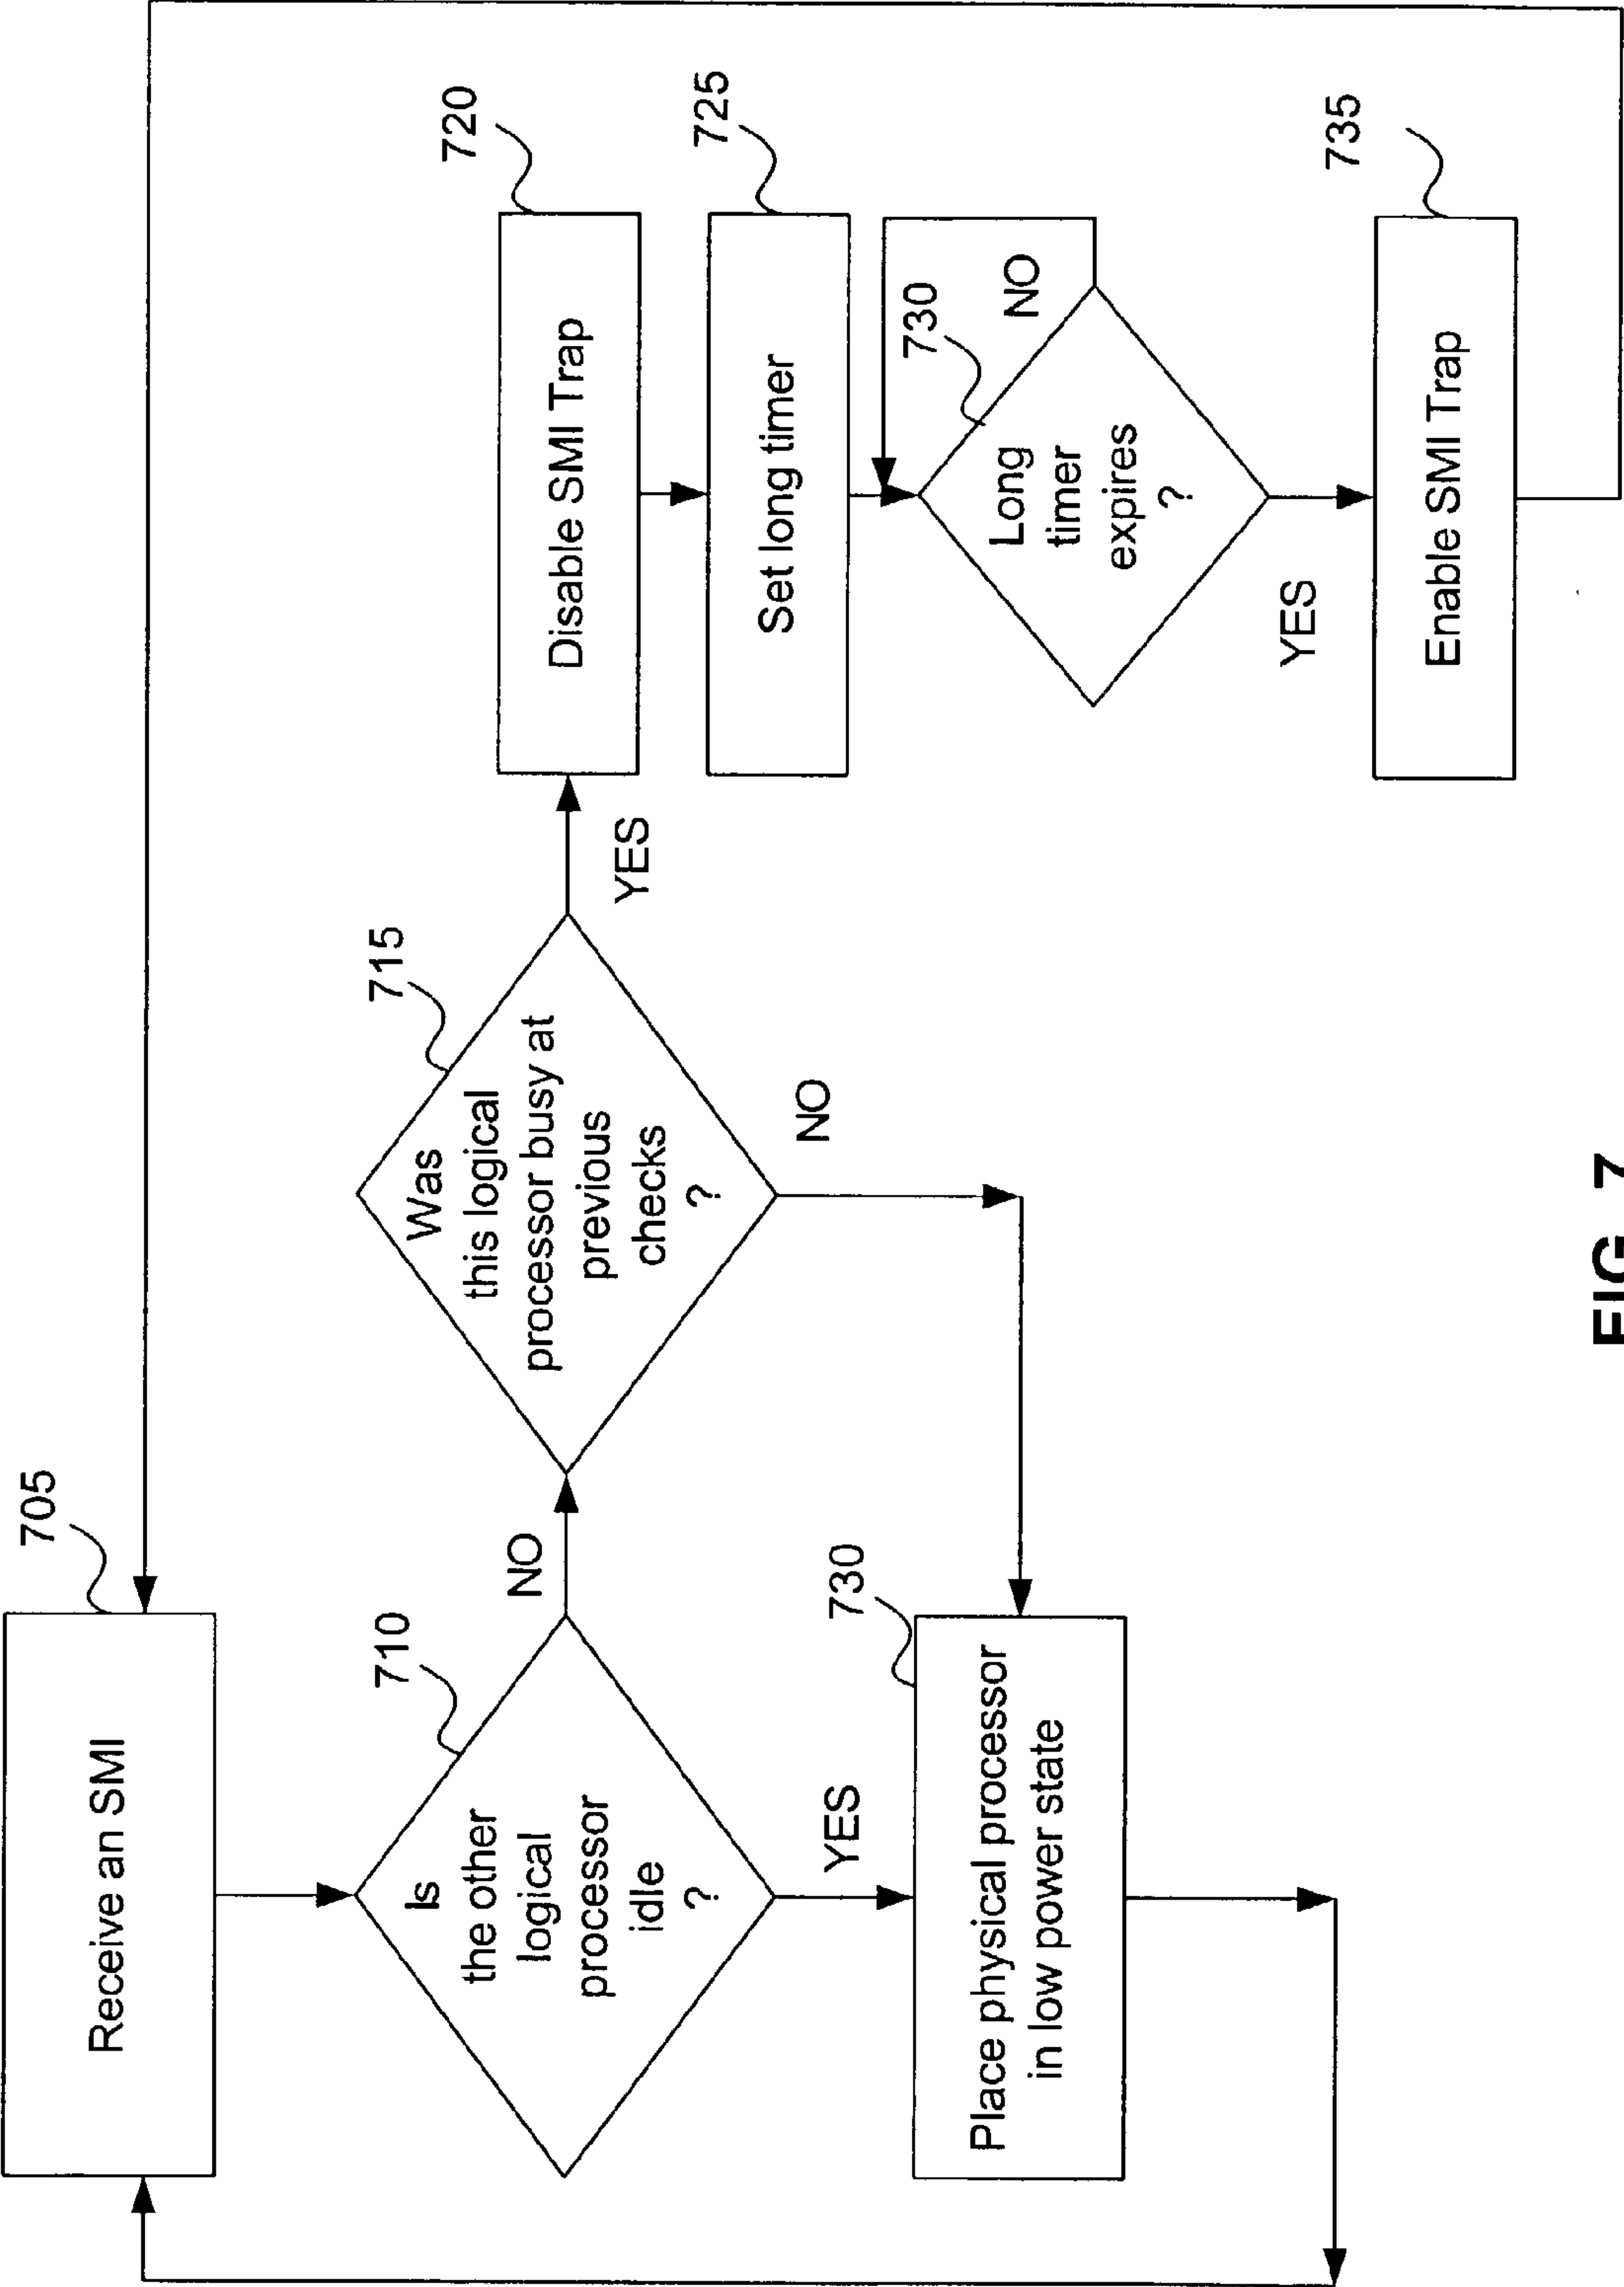 705
Receive an SMI
710
Is
the other
logical
processor
idle
?
NO
YES
715
Was
this logical
processor busy at
previous
checks
?
YES
NO
730
Place physical processor
in low power state
720
Disable SMI Trap
725
Set long timer
730
Long
timer
expires
?
NO
YES
735
Enable SMI Trap
FIG 7